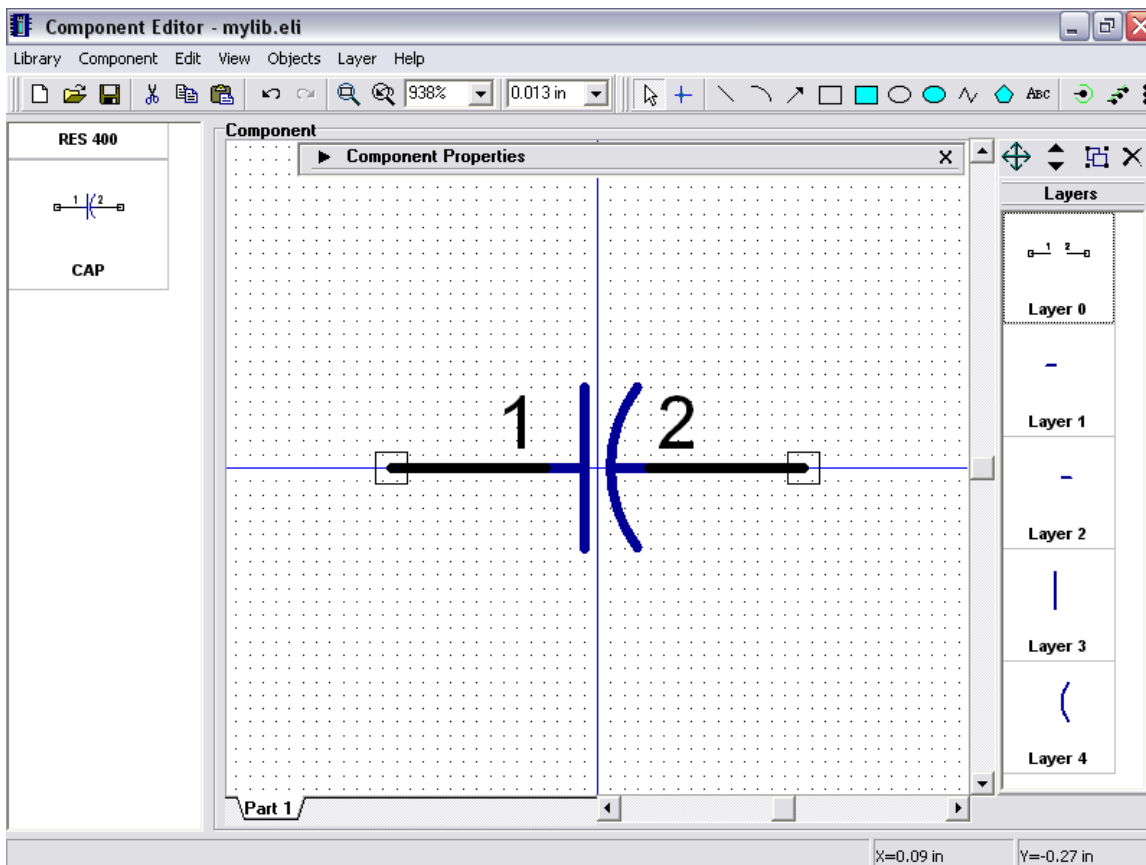 Component Editor - mylib.eli
Library Component Edit View Objects Layer Help
938% 0.013 in ABC
RES 400
1 2
CAP
Component
Component Properties
1 2
Part 1
Layers
1 2
Layer 0
Layer 1
Layer 2
Layer 3
Layer 4
X=0.09 in Y=-0.27 in